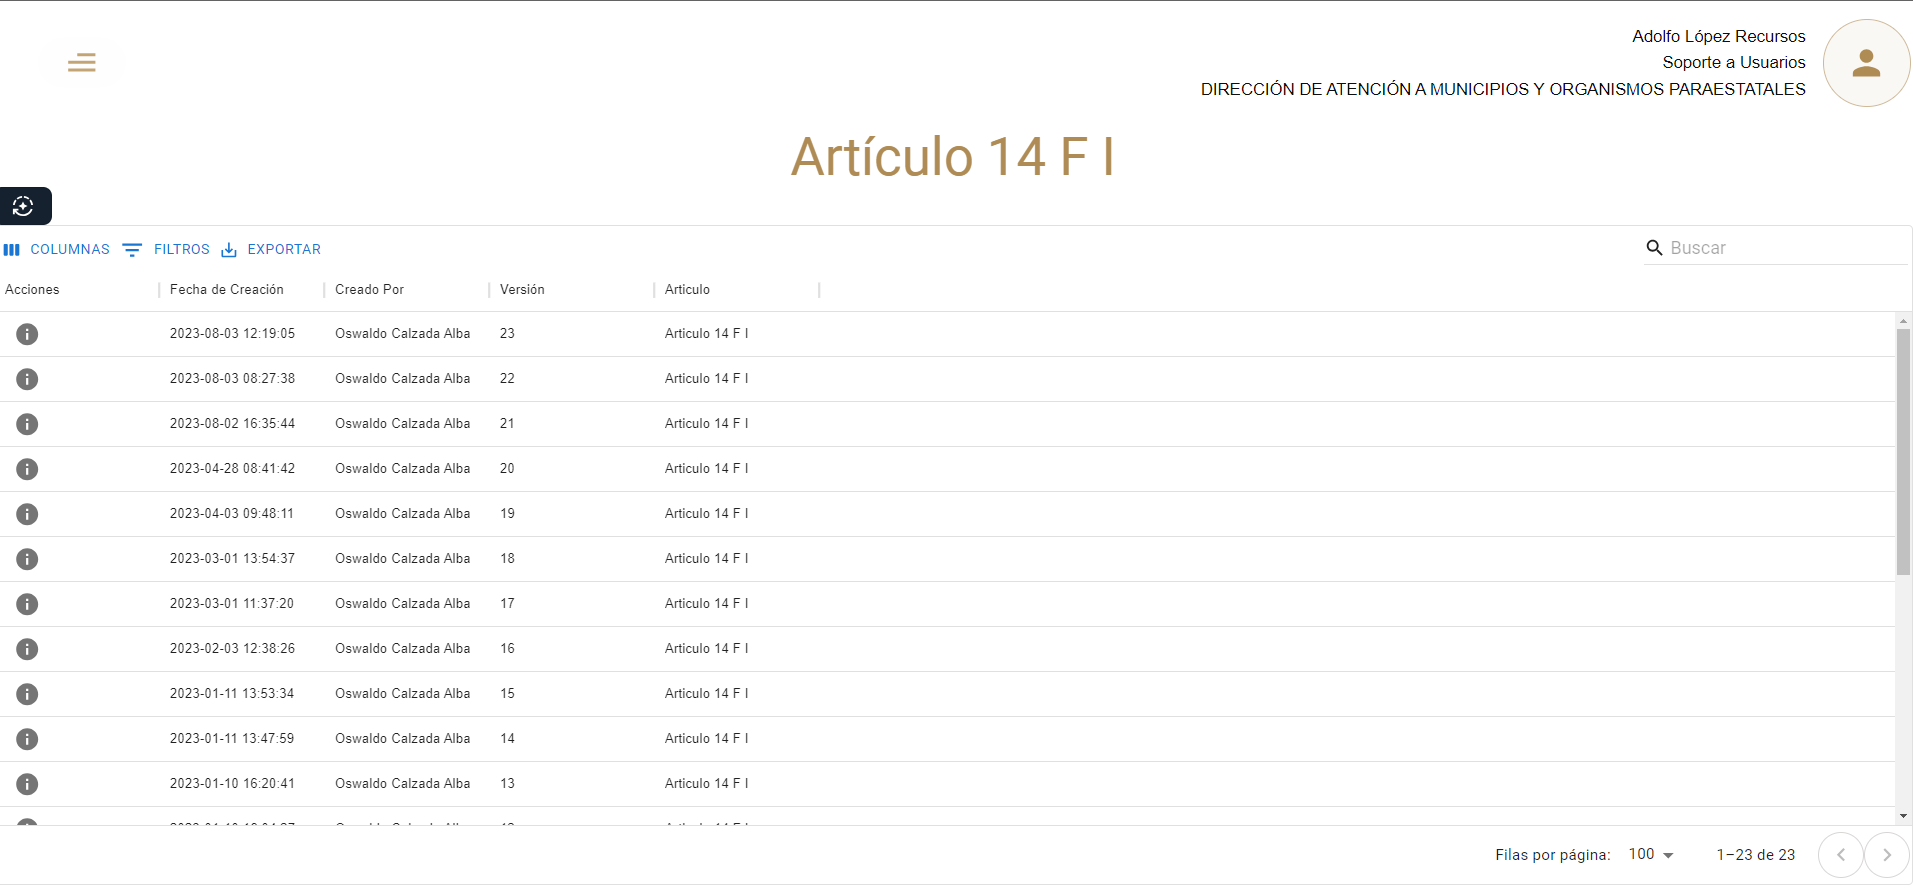 Adolfo López Recursos
Soporte a Usuarios
DIRECCIÓN DE ATENCIÓN A MUNICIPIOS Y ORGANISMOS PARAESTATALES
Artículo 14 F I
COLUMNAS FILTROS EXPORTAR Buscar
Acciones Fecha de Creación Creado Por Versión Articulo
2023-08-03 12:19:05 Oswaldo Calzada Alba 23 Articulo 14 F I
2023-08-03 08:27:38 Oswaldo Calzada Alba 22 Articulo 14 F I
2023-08-02 16:35:44 Oswaldo Calzada Alba 21 Articulo 14 F I
2023-04-28 08:41:42 Oswaldo Calzada Alba 20 Articulo 14 F I
2023-04-03 09:48:11 Oswaldo Calzada Alba 19 Articulo 14 F I
2023-03-01 13:54:37 Oswaldo Calzada Alba 18 Articulo 14 F I
2023-03-01 11:37:20 Oswaldo Calzada Alba 17 Articulo 14 F I
2023-02-03 12:38:26 Oswaldo Calzada Alba 16 Articulo 14 F I
2023-01-11 13:53:34 Oswaldo Calzada Alba 15 Articulo 14 F I
2023-01-11 13:47:59 Oswaldo Calzada Alba 14 Articulo 14 F I
2023-01-10 16:20:41 Oswaldo Calzada Alba 13 Articulo 14 F I
Filas por página: 100 1–23 de 23